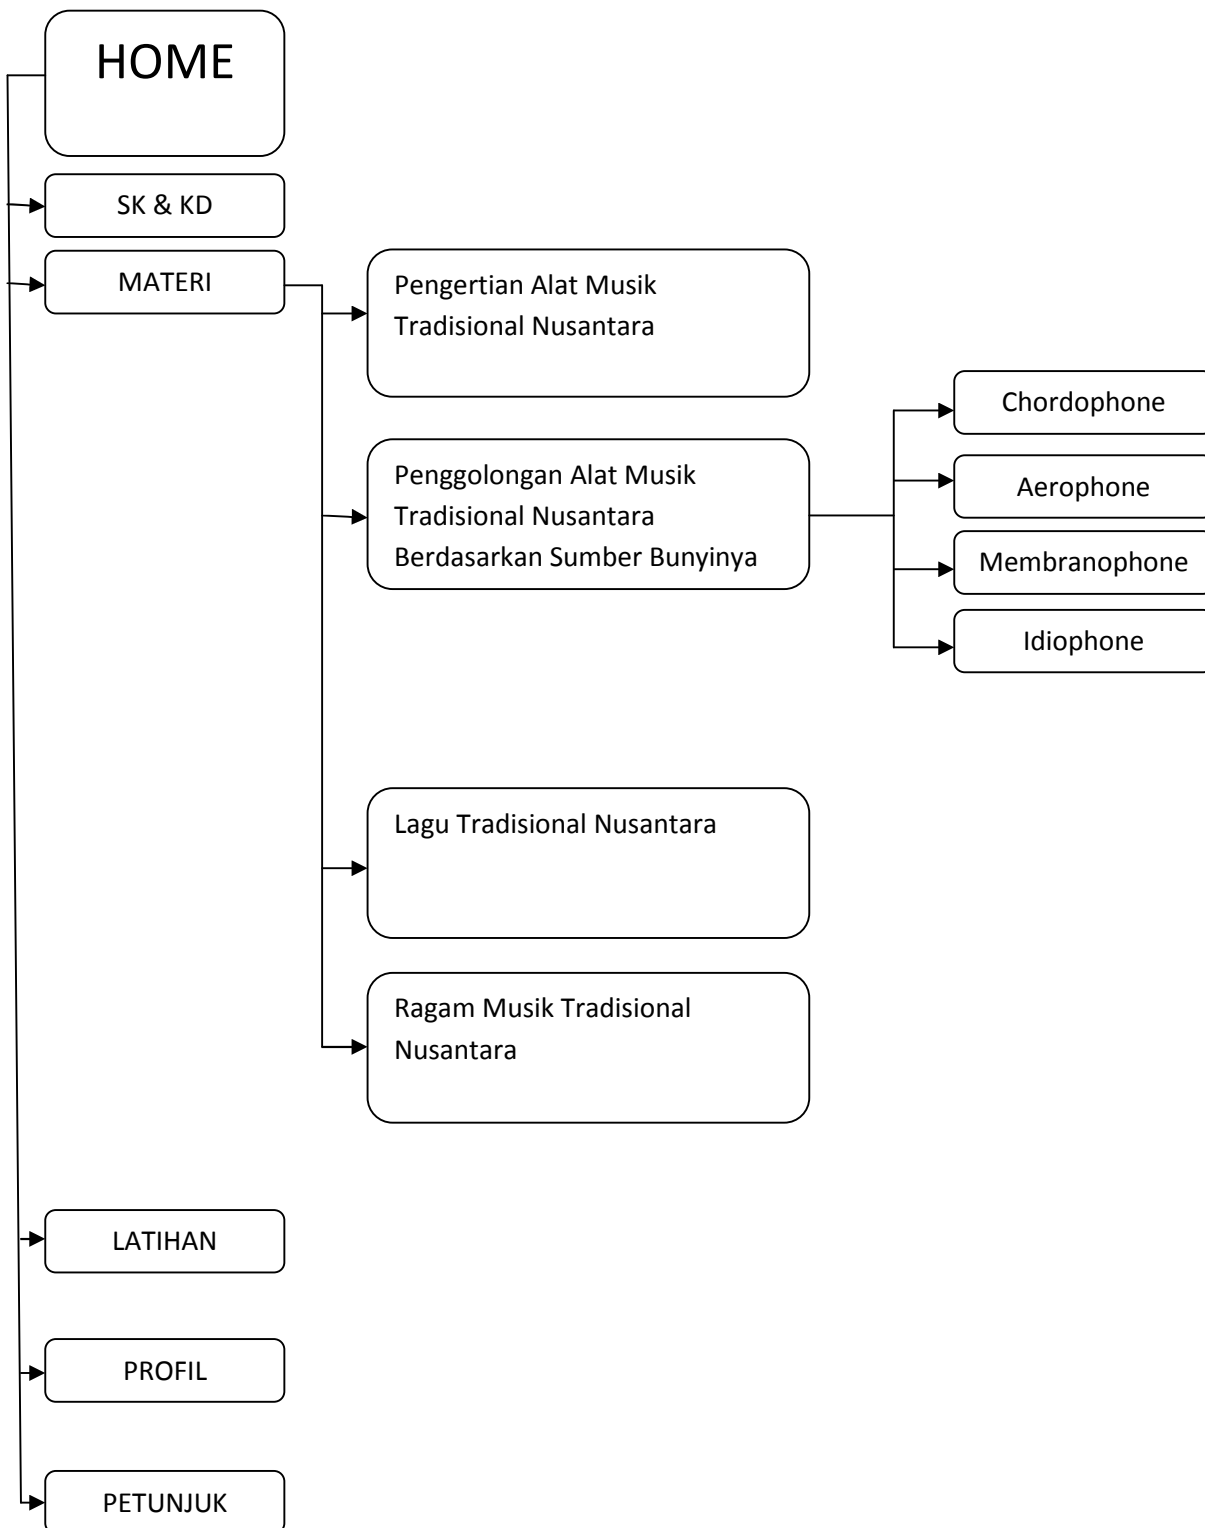 HOME
SK & KD
MATERI
Pengertian Alat Musik
Tradisional Nusantara
Penggolongan Alat Musik
Tradisional Nusantara
Berdasarkan Sumber Bunyinya
Chordophone
Aerophone
Membranophone
Idiophone
Lagu Tradisional Nusantara
Ragam Musik Tradisional
Nusantara
LATIHAN
PROFIL
PETUNJUK